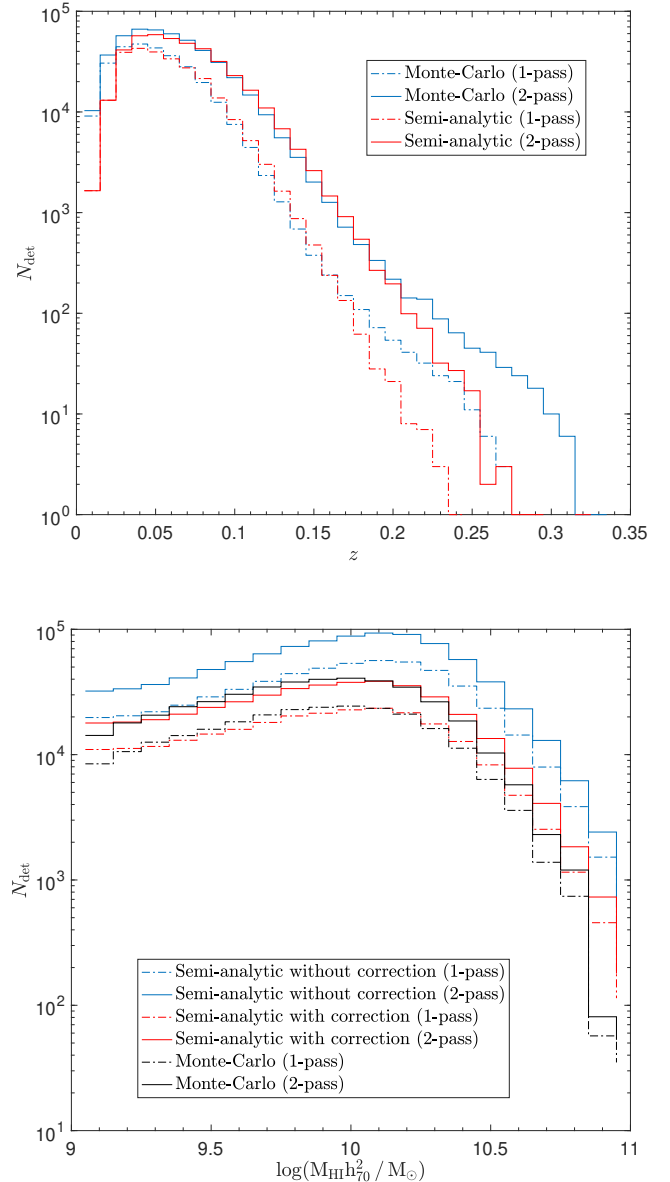 10^5
10^4
10^3
10^2
10^1
10^0
N_det
Monte-Carlo (1-pass)
Monte-Carlo (2-pass)
Semi-analytic (1-pass)
Semi-analytic (2-pass)
0 0.05 0.1 0.15 0.2 0.25 0.3 0.35
z
10^5
10^4
10^3
10^2
10^1
N_det
Semi-analytic without correction (1-pass)
Semi-analytic without correction (2-pass)
Semi-analytic with correction (1-pass)
Semi-analytic with correction (2-pass)
Monte-Carlo (1-pass)
Monte-Carlo (2-pass)
9 9.5 10 10.5 11
log(M_HI h_70^2 / M_⊙)